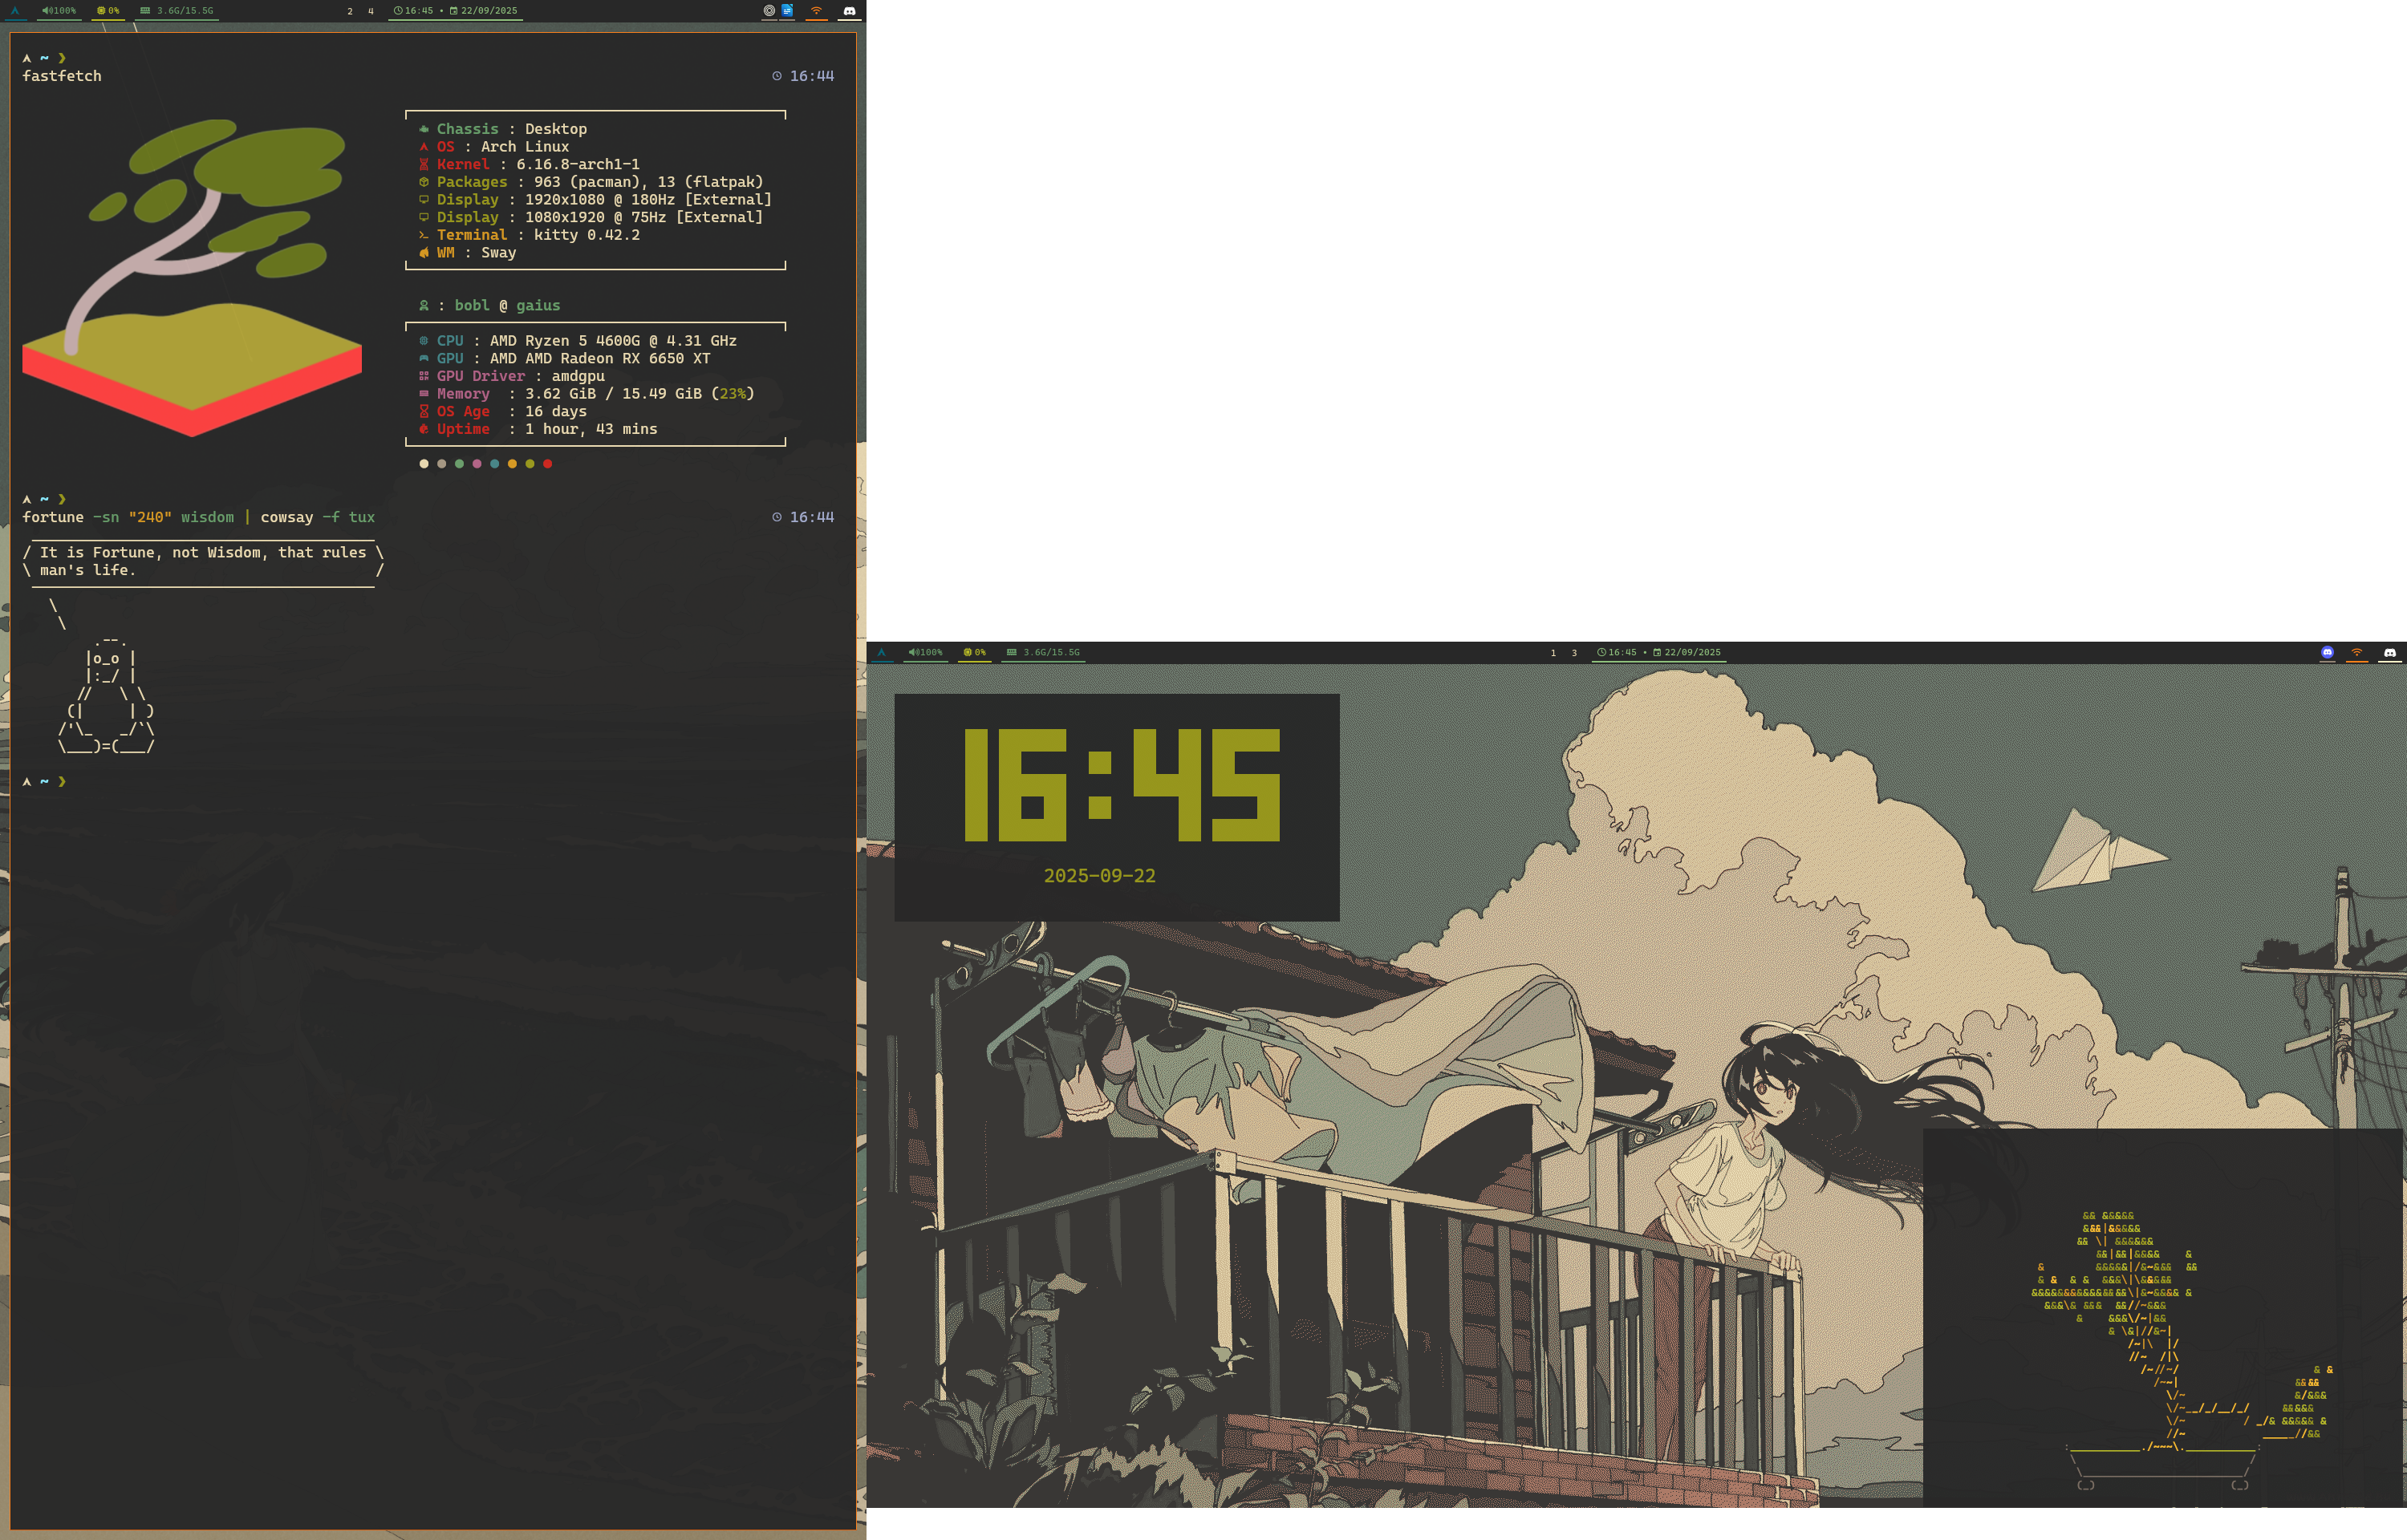 100% 0% 3.6G/15.5G 2 4 16:45 • 22/09/2025
~ ❯
fastfetch 16:44
Chassis : Desktop
OS : Arch Linux
Kernel : 6.16.8-arch1-1
Packages : 963 (pacman), 13 (flatpak)
Display : 1920x1080 @ 180Hz [External]
Display : 1080x1920 @ 75Hz [External]
Terminal : kitty 0.42.2
WM : Sway
: bobl @ gaius
CPU : AMD Ryzen 5 4600G @ 4.31 GHz
GPU : AMD AMD Radeon RX 6650 XT
GPU Driver : amdgpu
Memory : 3.62 GiB / 15.49 GiB (23%)
OS Age : 16 days
Uptime : 1 hour, 43 mins
~ ❯
fortune -sn "240" wisdom | cowsay -f tux 16:44
/ It is Fortune, not Wisdom, that rules \
\ man's life. /
~ ❯
100% 0% 3.6G/15.5G 1 3 16:45 • 22/09/2025
16:45
2025-09-22